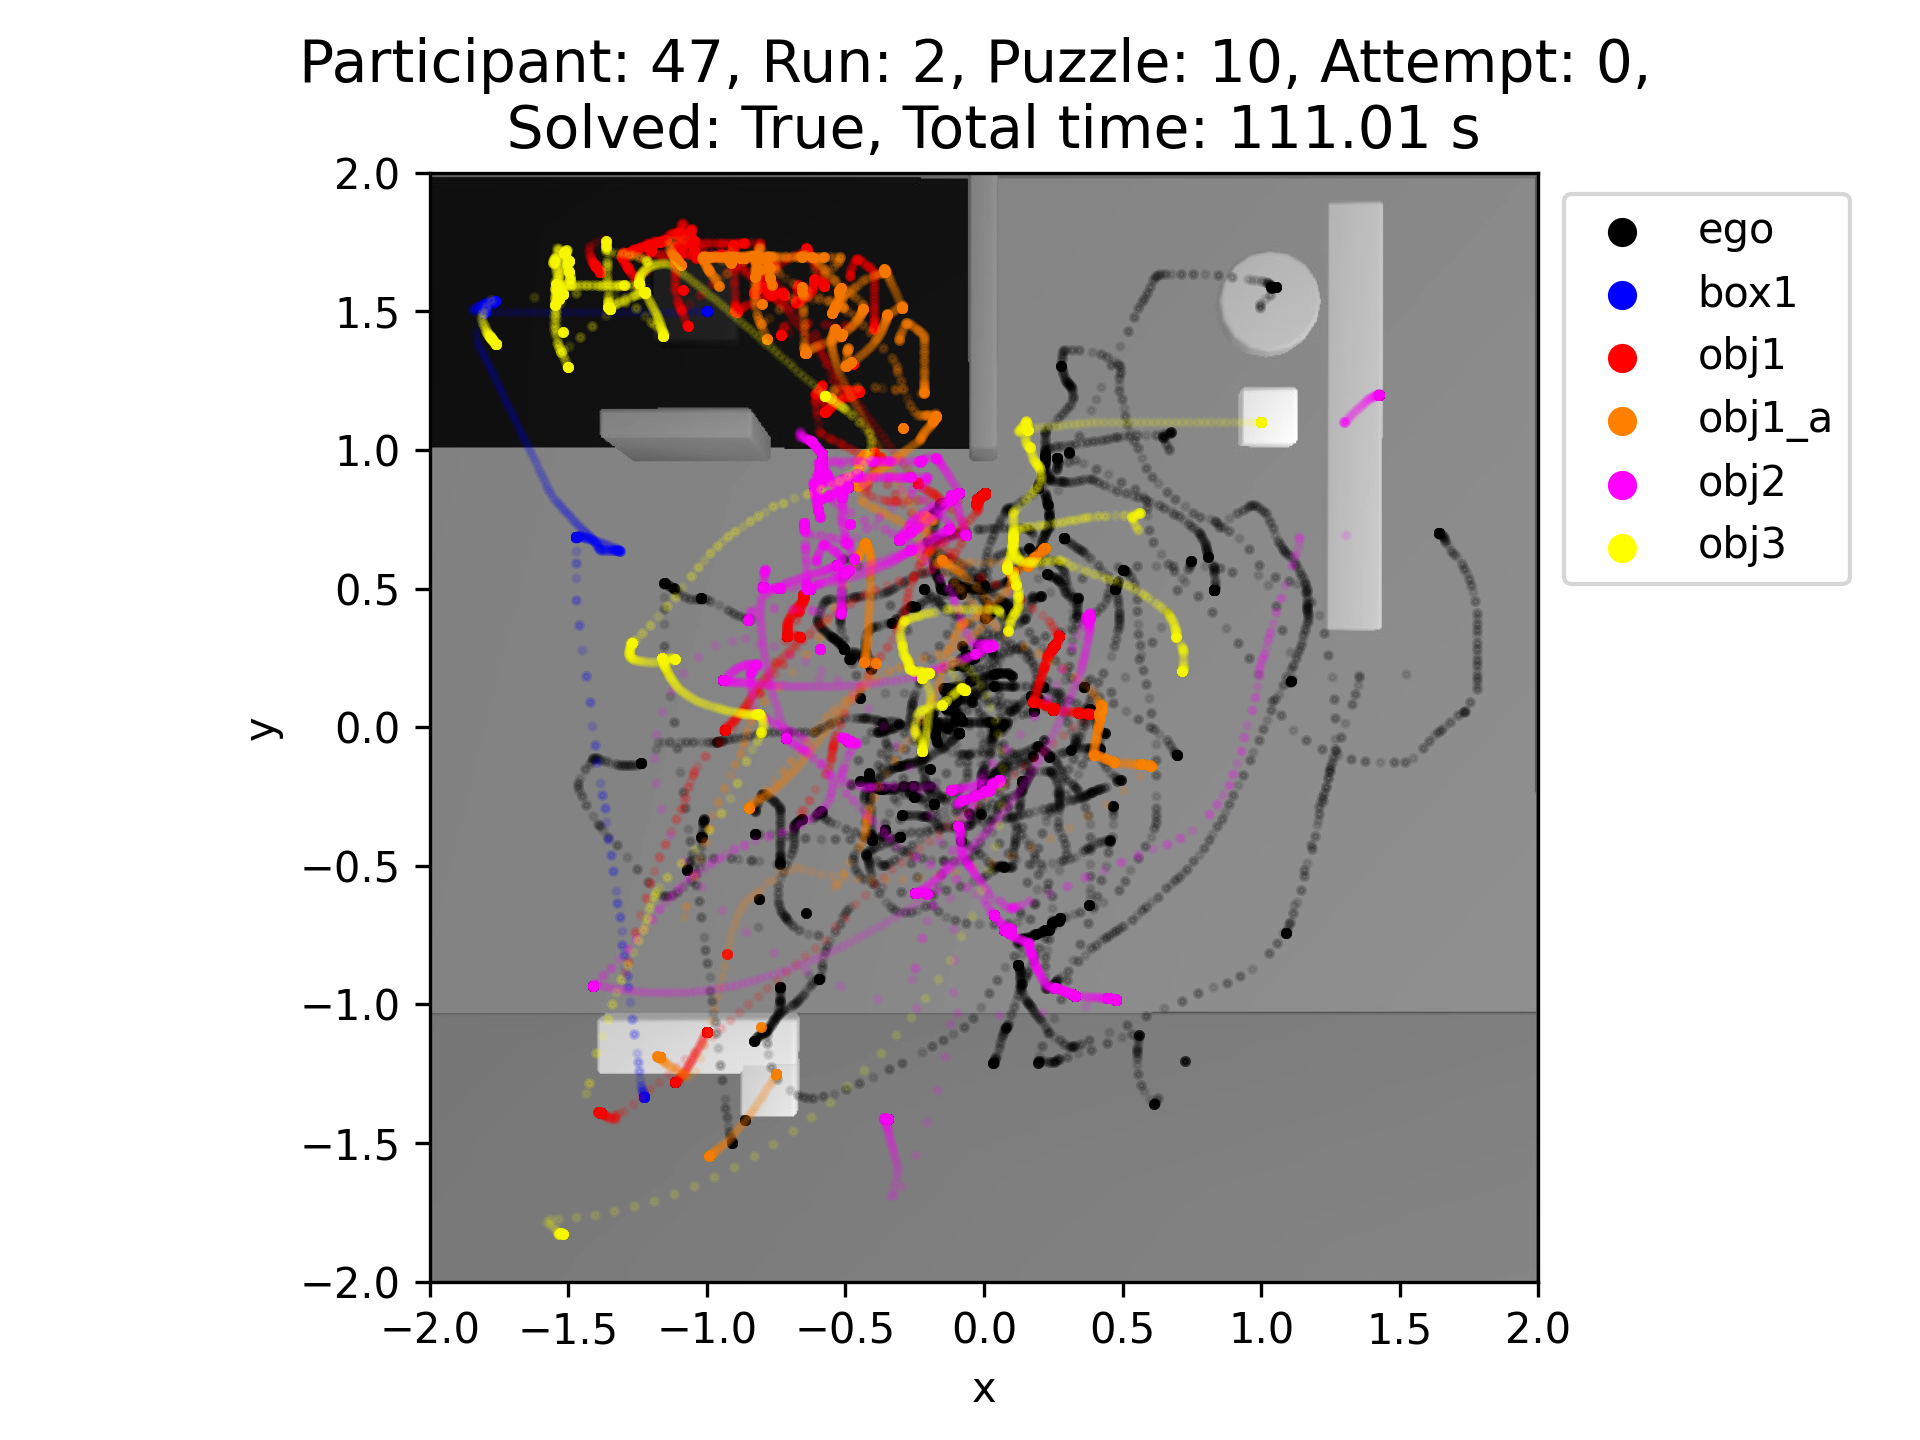 Participant: 47, Run: 2, Puzzle: 10, Attempt: 0,
Solved: True, Total time: 111.01 s
2.0
1.5
1.0
0.5
0.0
−0.5
−1.0
−1.5
−2.0
y
−2.0 −1.5 −1.0 −0.5 0.0 0.5 1.0 1.5 2.0
x
ego
box1
obj1
obj1_a
obj2
obj3